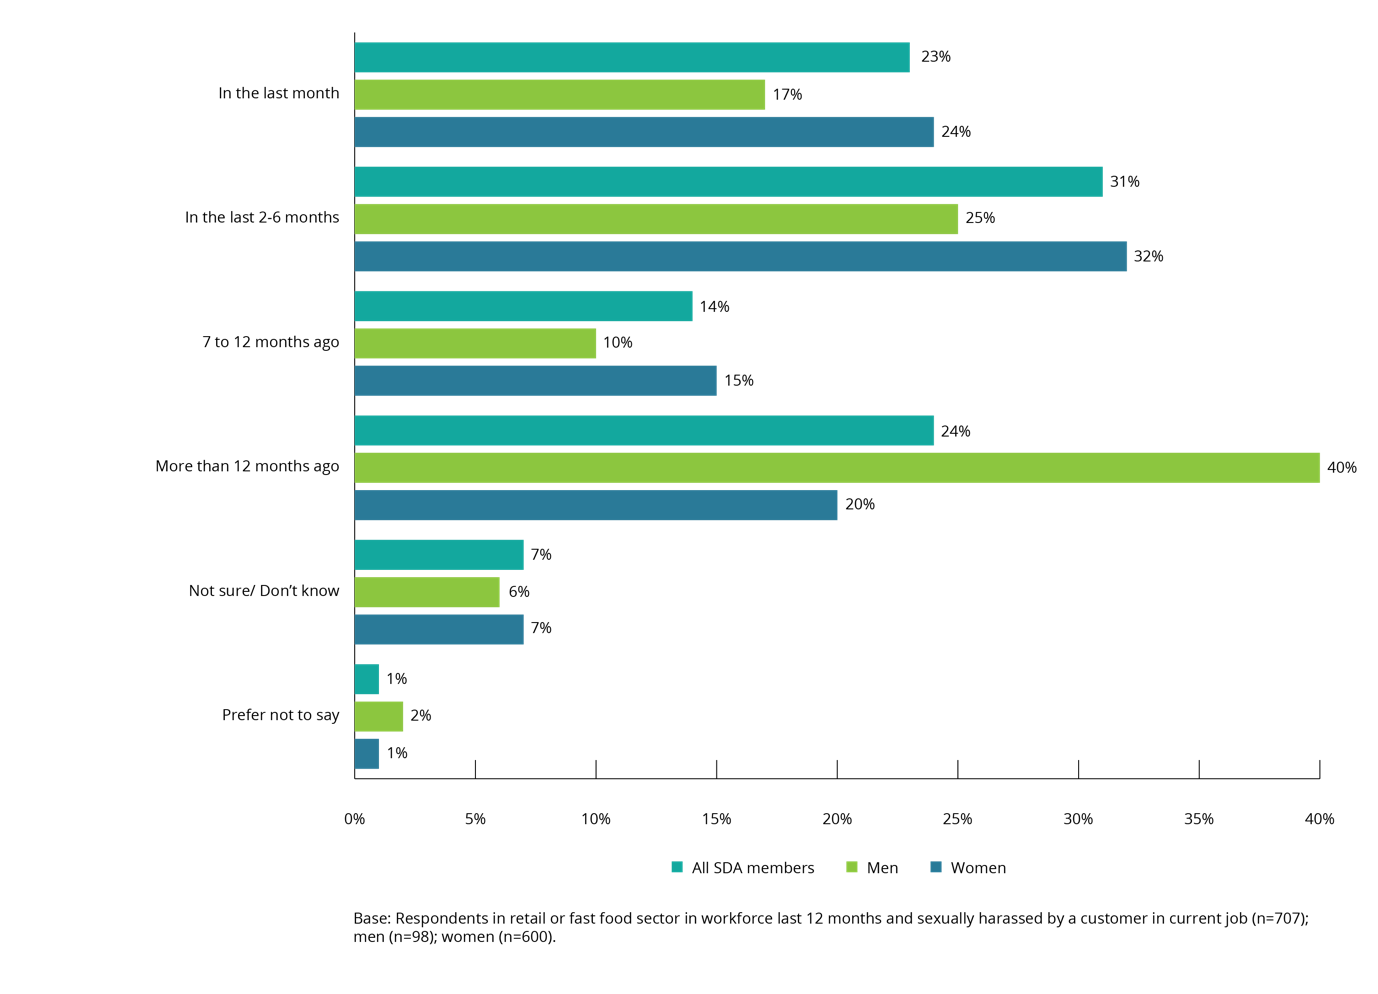 23%
In the last month
17%
24%
31%
In the last 2-6 months
25%
32%
14%
7 to 12 months ago
10%
15%
24%
More than 12 months ago
40%
20%
7%
Not sure/ Don’t know
6%
7%
1%
Prefer not to say
2%
1%
0% 5% 10% 15% 20% 25% 30% 35% 40%
All SDA members Men Women
Base: Respondents in retail or fast food sector in workforce last 12 months and sexually harassed by a customer in current job (n=707);
men (n=98); women (n=600).